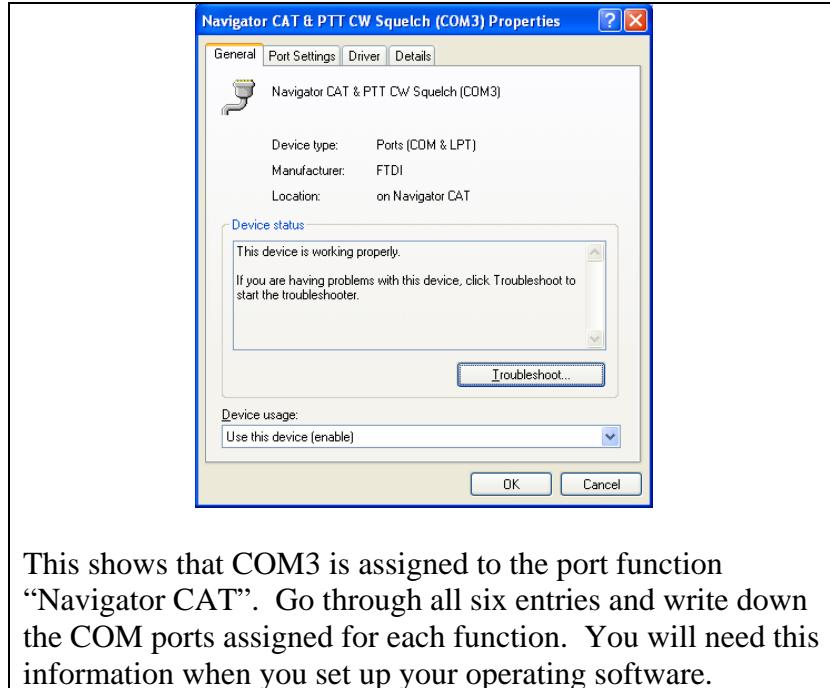 Navigator CAT & PTT CW Squelch (COM3) Properties
General Port Settings Driver Details
Navigator CAT & PTT CW Squelch (COM3)
Device type: Ports (COM & LPT)
Manufacturer: FTDI
Location: on Navigator CAT
Device status
This device is working properly.
If you are having problems with this device, click Troubleshoot to
start the troubleshooter.
Troubleshoot...
Device usage:
Use this device (enable)
OK Cancel
This shows that COM3 is assigned to the port function
“Navigator CAT”. Go through all six entries and write down
the COM ports assigned for each function. You will need this
information when you set up your operating software.